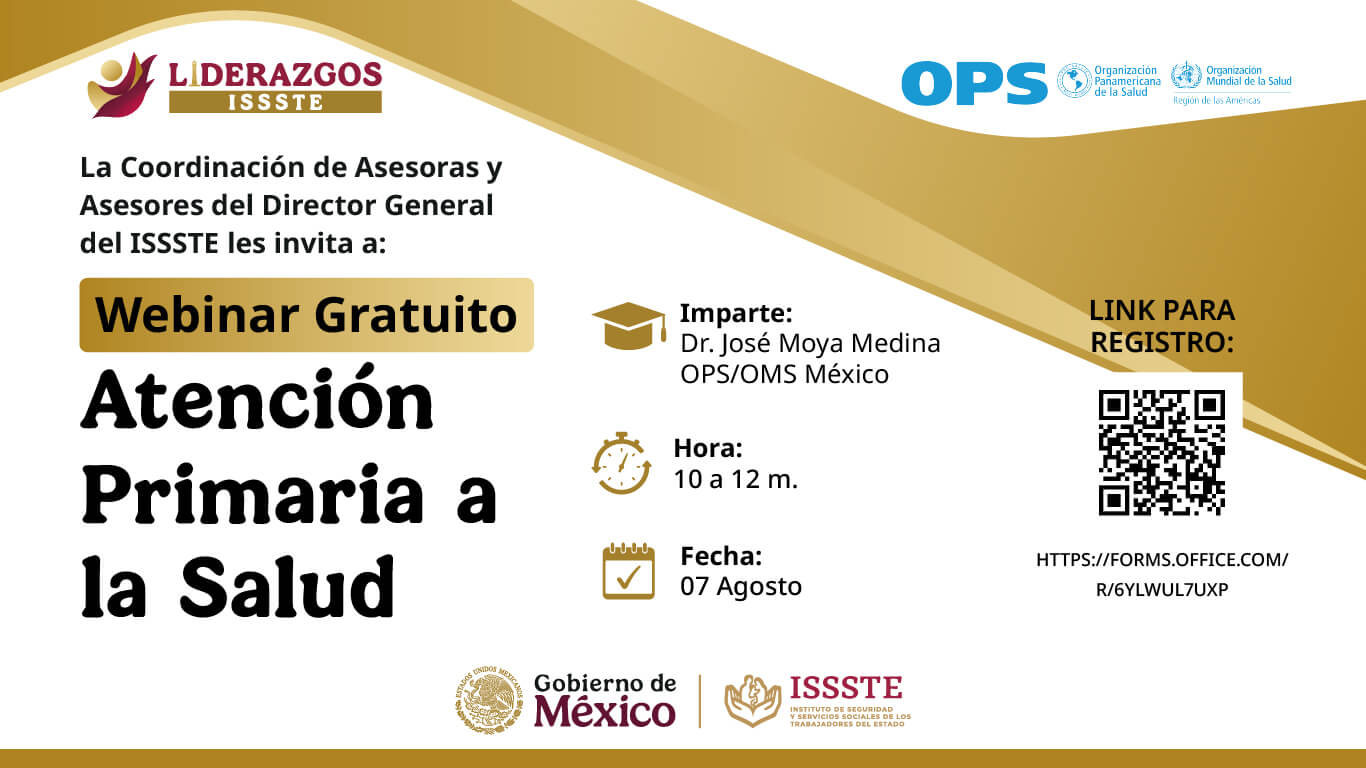 LIDERAZGOS
ISSSTE
OPS
Organización
Panamericana
de la Salud
Organización
Mundial de la Salud
Región de las Américas
La Coordinación de Asesoras y
Asesores del Director General
del ISSSTE les invita a:
Webinar Gratuito
Atención
Primaria a
la Salud
Imparte:
Dr. José Moya Medina
OPS/OMS México
Hora:
10 a 12 m.
Fecha:
07 Agosto
LINK PARA
REGISTRO:
HTTPS://FORMS.OFFICE.COM/
R/6YLWUL7UXP
ESTADOS UNIDOS MEXICANOS
Gobierno de
México
ISSSTE
INSTITUTO DE SEGURIDAD
Y SERVICIOS SOCIALES DE LOS
TRABAJADORES DEL ESTADO